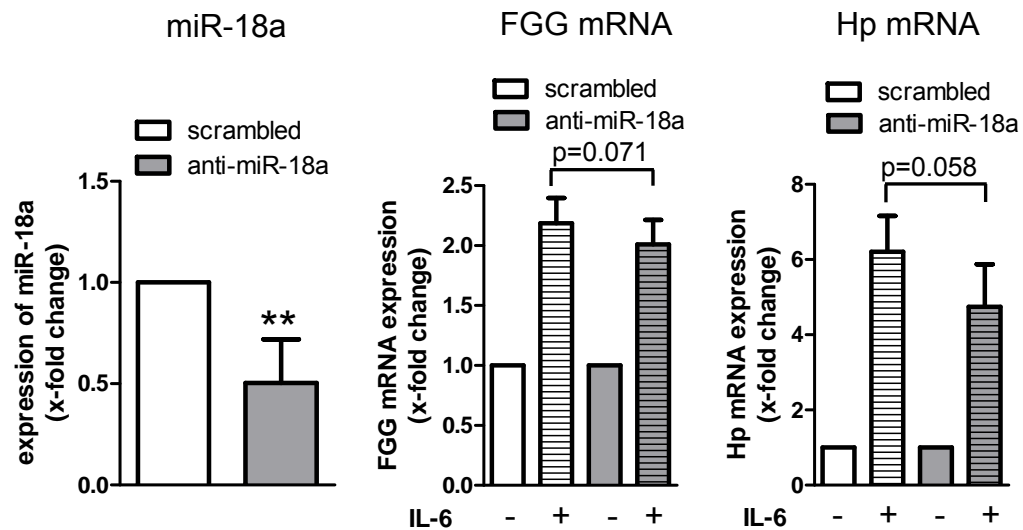 miR-18a
scrambled
anti-miR-18a
expression of miR-18a
(x-fold change)
1.5
1.0
0.5
0.0
**
FGG mRNA
scrambled
anti-miR-18a
p=0.071
FGG mRNA expression
(x-fold change)
2.5
2.0
1.5
1.0
0.5
0.0
IL-6 - + - +
Hp mRNA
scrambled
anti-miR-18a
p=0.058
Hp mRNA expression
(x-fold change)
8
6
4
2
0
IL-6 - + - +